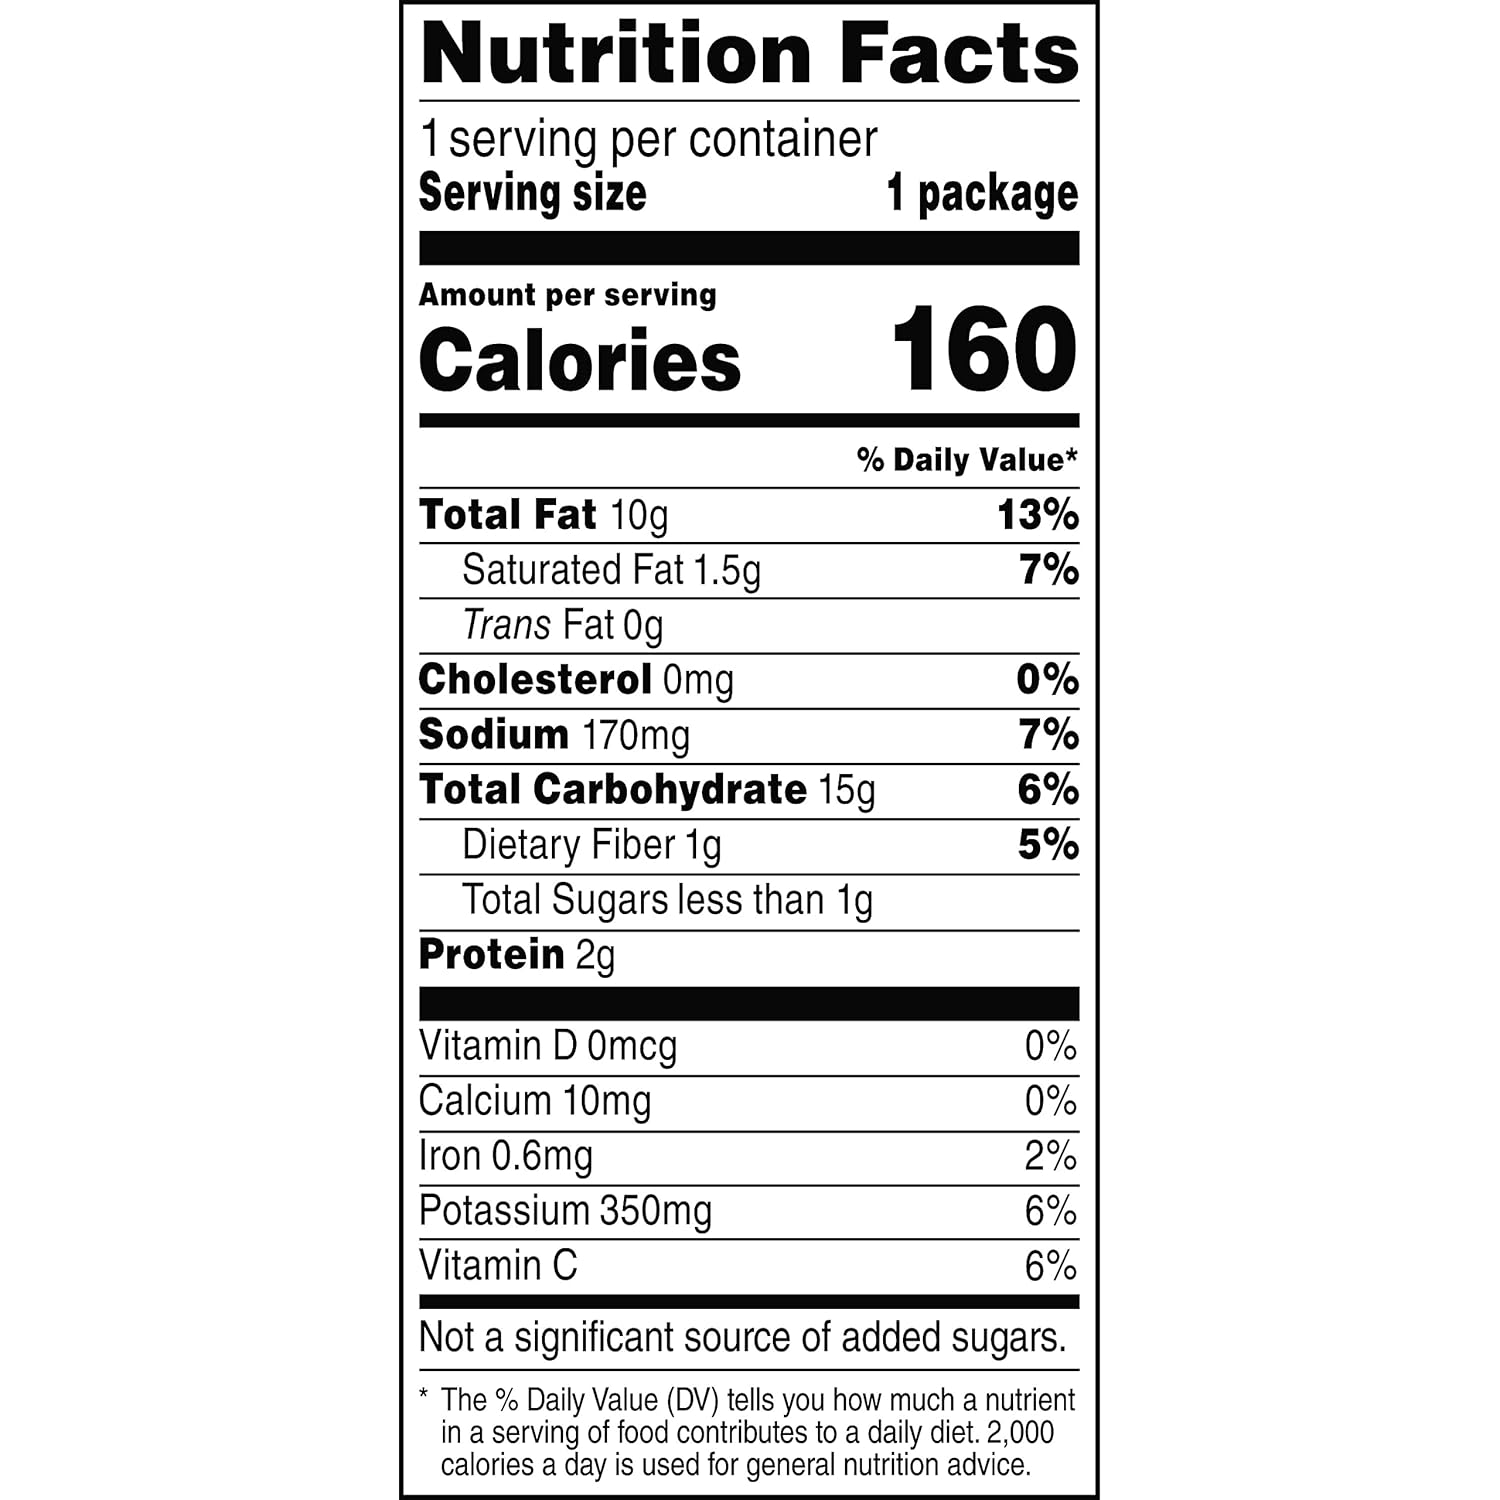 Nutrition Facts
1 serving per container
Serving size 1 package
Amount per serving
Calories 160
% Daily Value*
Total Fat 10g 13%
Saturated Fat 1.5g 7%
Trans Fat 0g
Cholesterol 0mg 0%
Sodium 170mg 7%
Total Carbohydrate 15g 6%
Dietary Fiber 1g 5%
Total Sugars less than 1g
Protein 2g
Vitamin D 0mcg 0%
Calcium 10mg 0%
Iron 0.6mg 2%
Potassium 350mg 6%
Vitamin C 6%
Not a significant source of added sugars.
* The % Daily Value (DV) tells you how much a nutrient
in a serving of food contributes to a daily diet. 2,000
calories a day is used for general nutrition advice.